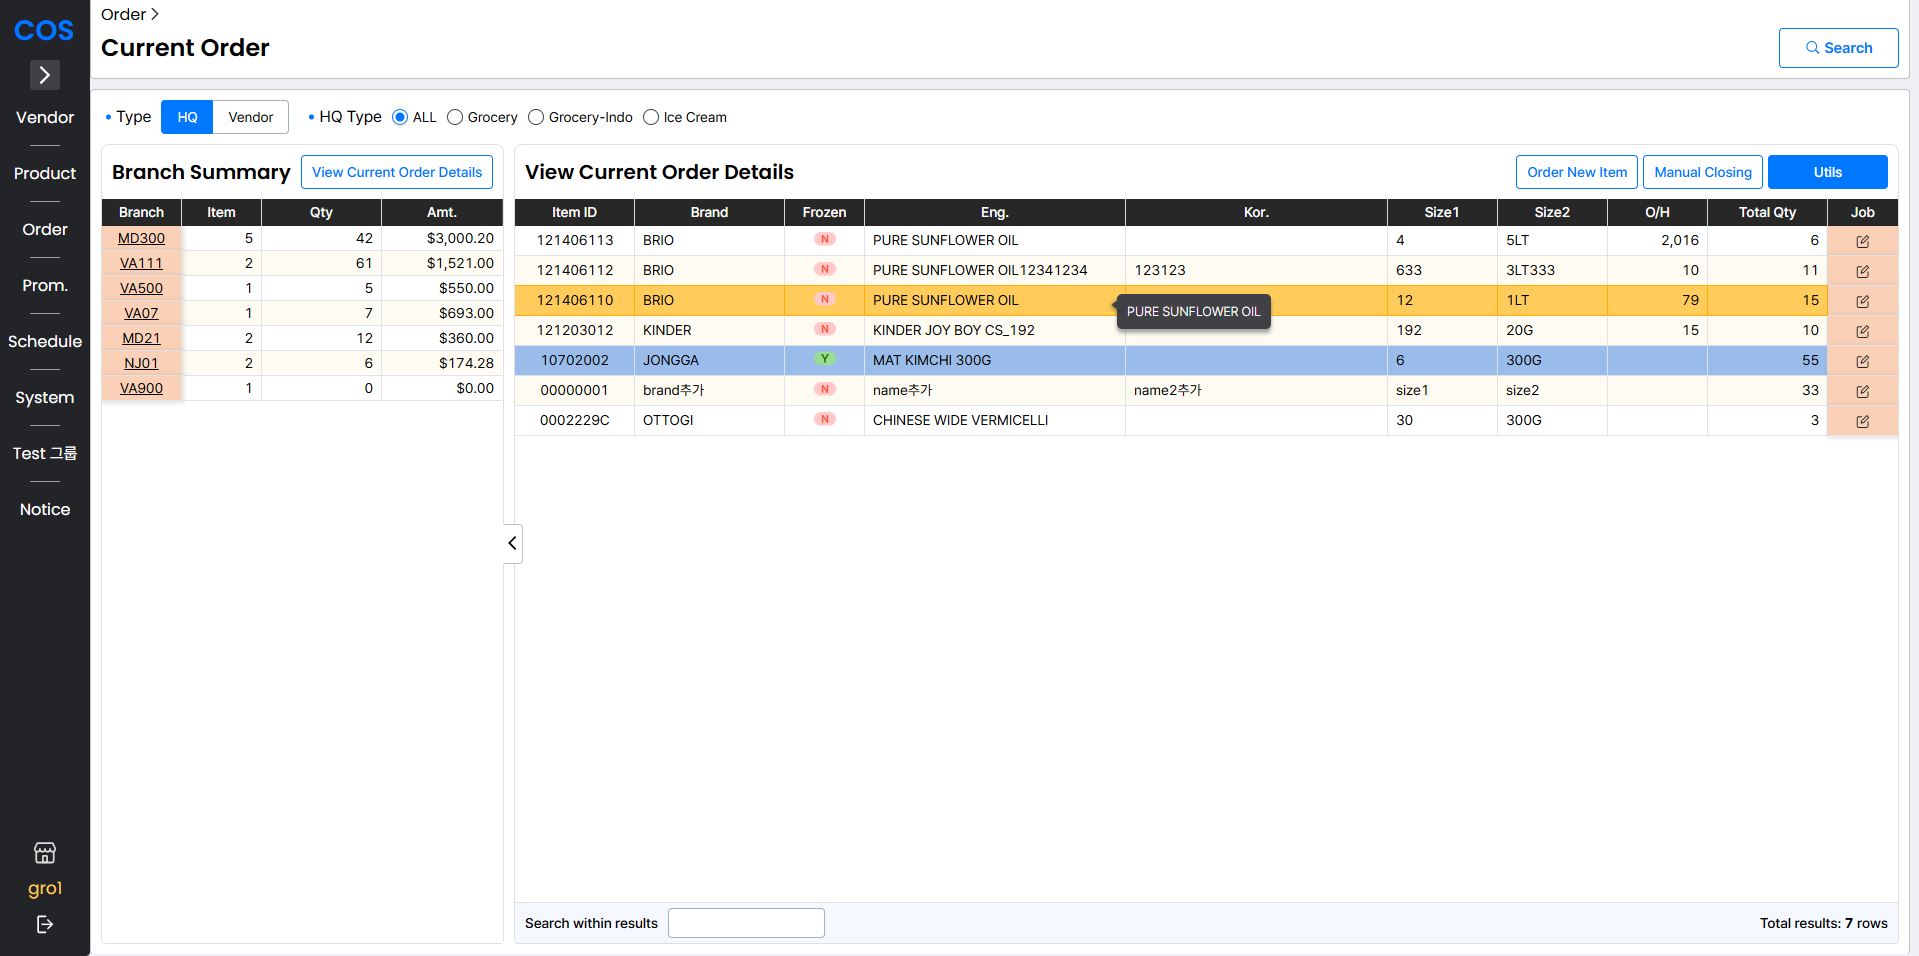 COS
Vendor
Product
Order
Prom.
Schedule
System
Test 그룹
Notice
gro1
Order
Current Order
Search
Type HQ Vendor HQ Type ALL Grocery Grocery-Indo Ice Cream
Branch Summary View Current Order Details
Branch Item Qty Amt.
MD300 5 42 $3,000.20
VA111 2 61 $1,521.00
VA500 1 5 $550.00
VA07 1 7 $693.00
MD21 2 12 $360.00
NJ01 2 6 $174.28
VA900 1 0 $0.00
View Current Order Details Order New Item Manual Closing Utils
Item ID Brand Frozen Eng. Kor. Size1 Size2 O/H Total Qty Job
121406113 BRIO N PURE SUNFLOWER OIL 4 5LT 2,016 6
121406112 BRIO N PURE SUNFLOWER OIL12341234 123123 633 3LT333 10 11
121406110 BRIO N PURE SUNFLOWER OIL 12 1LT 79 15
PURE SUNFLOWER OIL
121203012 KINDER N KINDER JOY BOY CS_192 192 20G 15 10
10702002 JONGGA Y MAT KIMCHI 300G 6 300G 55
00000001 brand추가 N name추가 name2추가 size1 size2 33
0002229C OTTOGI N CHINESE WIDE VERMICELLI 30 300G 3
Search within results
Total results: 7 rows